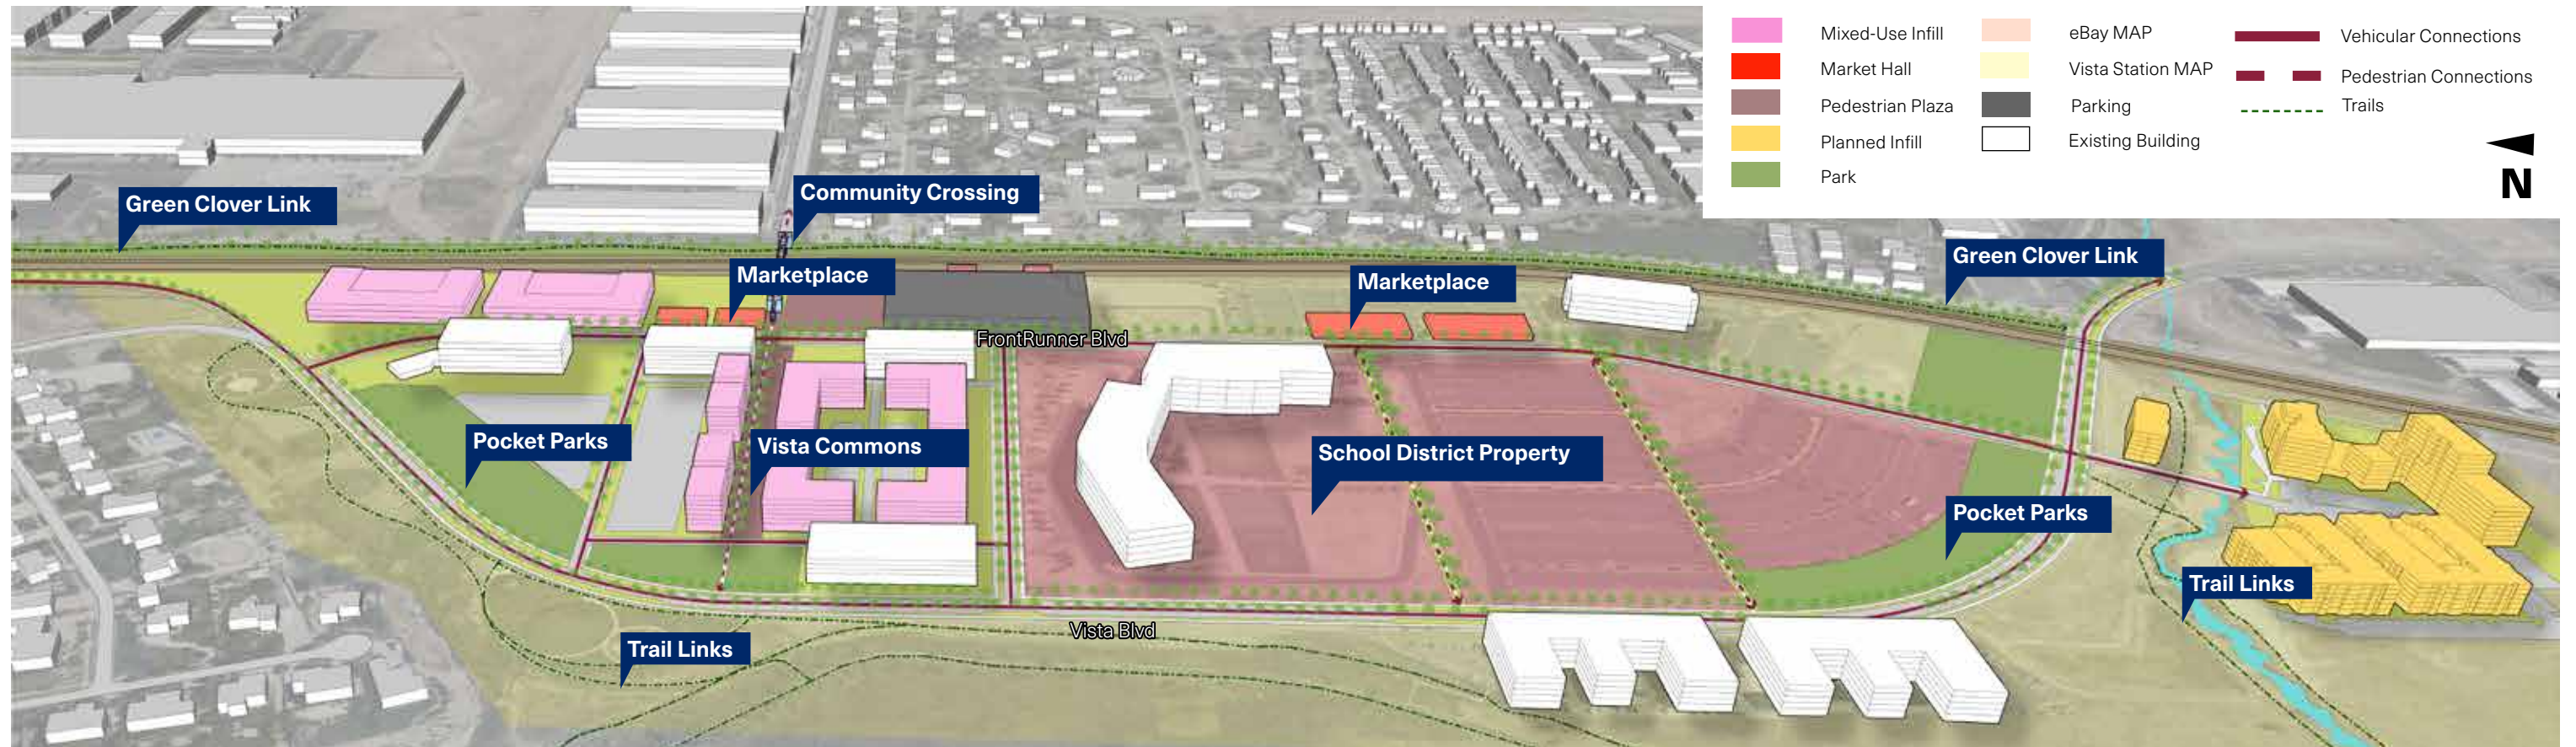 Mixed-Use Infill
Market Hall
Pedestrian Plaza
Planned Infill
Park
eBay MAP
Vista Station MAP
Parking
Existing Building
Vehicular Connections
Pedestrian Connections
Trails
N
Green Clover Link
Community Crossing
Marketplace
Marketplace
Green Clover Link
FrontRunner Blvd
Pocket Parks
Vista Commons
School District Property
Pocket Parks
Trail Links
Vista Blvd
Trail Links